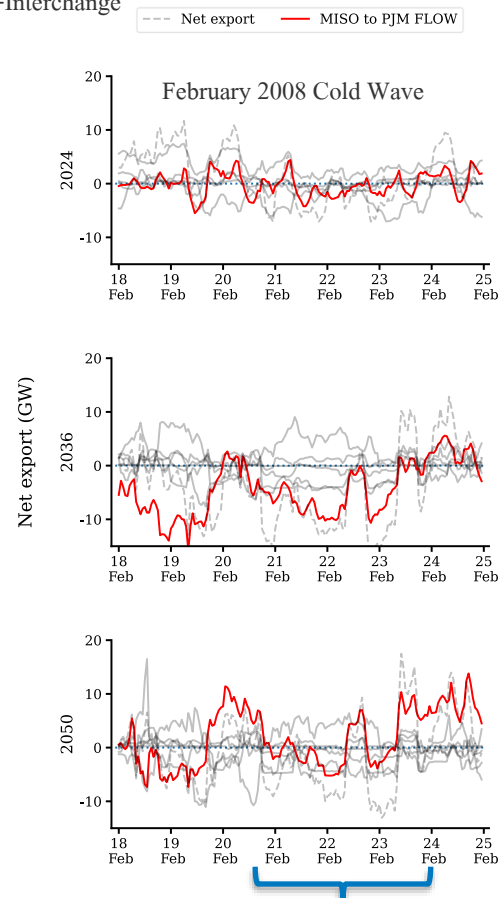 -Interchange
Net export MISO to PJM FLOW
February 2008 Cold Wave
Net export (GW)
2024
20
10
0
-10
18 19 20 21 22 23 24 25
Feb Feb Feb Feb Feb Feb Feb Feb
2036
20
10
0
-10
18 19 20 21 22 23 24 25
Feb Feb Feb Feb Feb Feb Feb Feb
2050
20
10
0
-10
18 19 20 21 22 23 24 25
Feb Feb Feb Feb Feb Feb Feb Feb